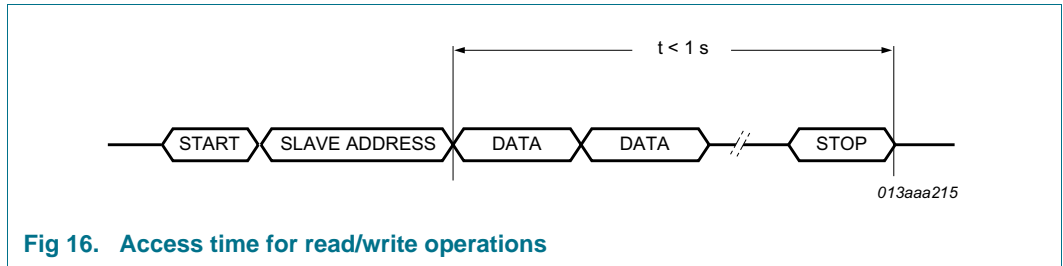 t < 1 s
START SLAVE ADDRESS DATA DATA STOP
013aaa215
Fig 16. Access time for read/write operations